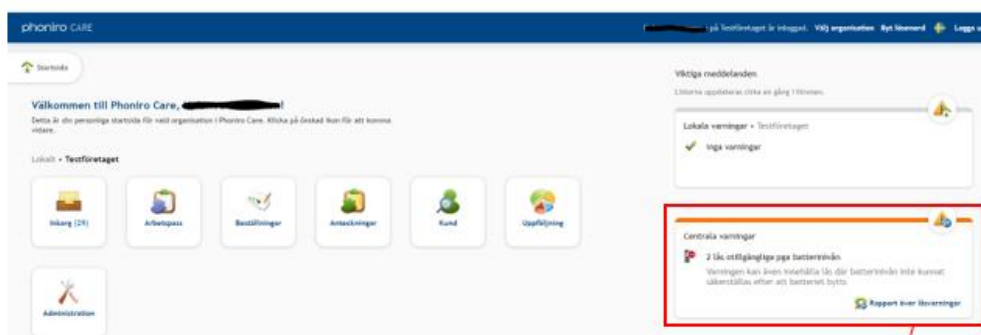 phoniro CARE
på Testföretaget är inloggad. Välj organisation Byt lösenord Logga u
Startsida
Välkommen till Phoniro Care, !
Detta är din personliga startsida för vald organisation i Phoniro Care. Klicka på önskad ikon för att komma
vidare.
Lokalt • Testföretaget
Inkorg (29)
Arbetspass
Beställningar
Anteckningar
Kund
Uppföljning
Administration
Viktiga meddelanden
Listorna uppdateras cirka en gång i timmen.
Lokala varningar • Testföretaget
Inga varningar
Centrala varningar
2 lås otillgängliga pga batterinivån
Varningen kan även innehålla lås där batterinivån inte kunnat
säkerställas efter att batteriet bytts
Rapport över låsvarningar